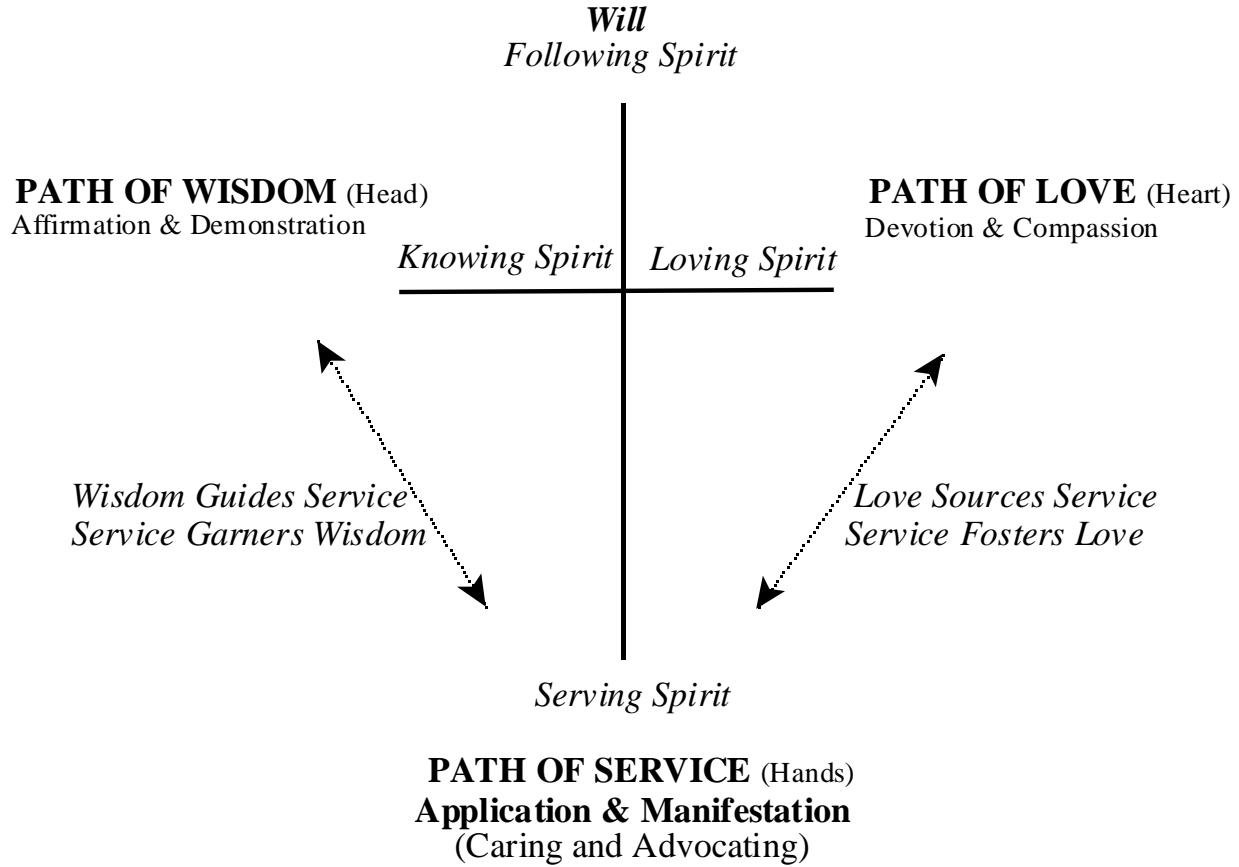 Will
Following Spirit
PATH OF WISDOM (Head)
Affirmation & Demonstration
PATH OF LOVE (Heart)
Devotion & Compassion
Knowing Spirit
Loving Spirit
Wisdom Guides Service
Service Garners Wisdom
Love Sources Service
Service Fosters Love
Serving Spirit
PATH OF SERVICE (Hands)
Application & Manifestation
(Caring and Advocating)